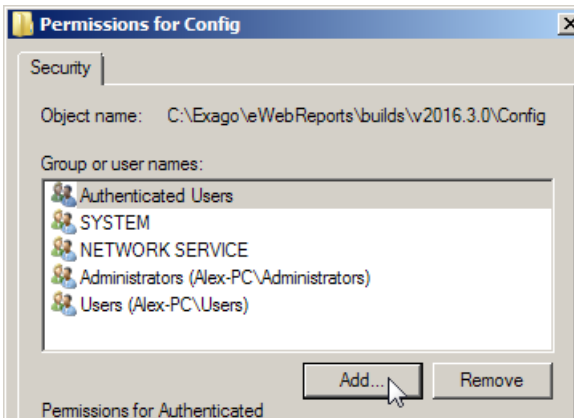 Permissions for Config
Security
Object name: C:\Exago\eWebReports\builds\v2016.3.0\Config
Group or user names:
Authenticated Users
SYSTEM
NETWORK SERVICE
Administrators (Alex-PC\Administrators)
Users (Alex-PC\Users)
Add... Remove
Permissions for Authenticated